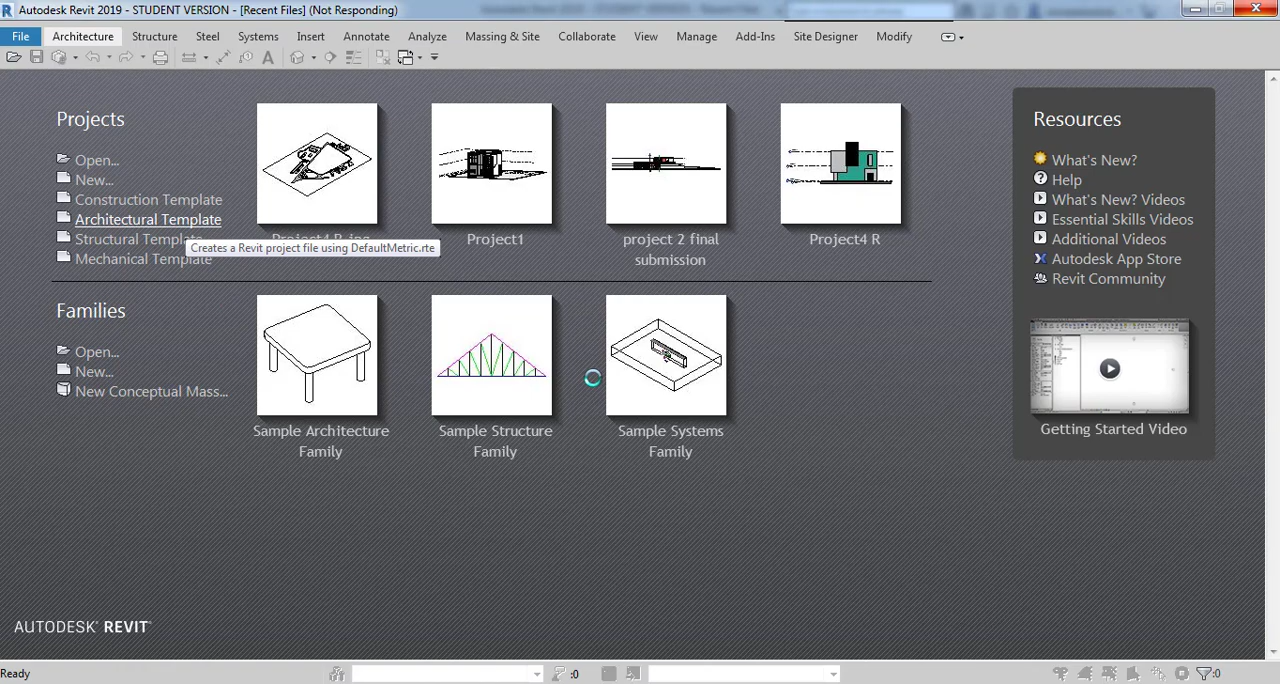 Autodesk Revit 2019 - STUDENT VERSION - [Recent Files] (Not Responding)
File Architecture Structure Steel Systems Insert Annotate Analyze Massing & Site Collaborate View Manage Add-Ins Site Designer Modify
Projects
Open...
New...
Construction Template
Architectural Template
Structural Templ
Creates a Revit project file using DefaultMetric.rte
Mechanical Template
Project1
project 2 final
submission
Project4 R
Families
Open...
New...
New Conceptual Mass...
Sample Architecture
Family
Sample Structure
Family
Sample Systems
Family
Resources
What's New?
Help
What's New? Videos
Essential Skills Videos
Additional Videos
Autodesk App Store
Revit Community
Getting Started Video
AUTODESK® REVIT®
Ready
:0
:0